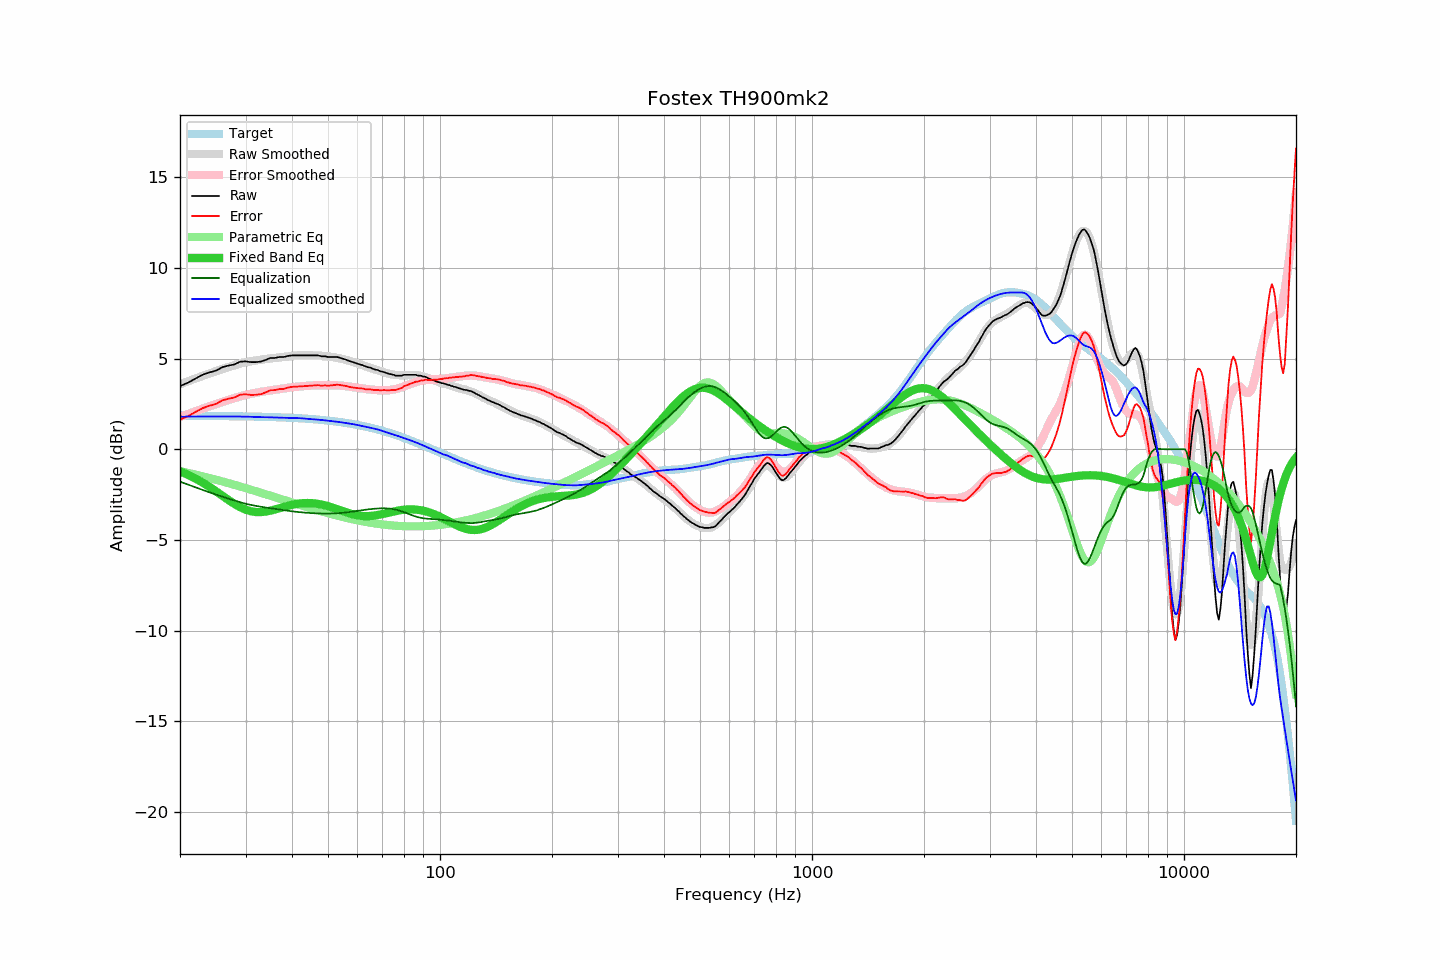 Fostex TH900mk2
Target
Raw Smoothed
Error Smoothed
Raw
Error
Parametric Eq
Fixed Band Eq
Equalization
Equalized smoothed
15
10
5
0
−5
−10
−15
−20
Amplitude (dBr)
100
1000
10000
Frequency (Hz)